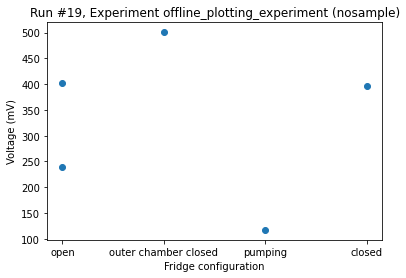 Run #19, Experiment offline_plotting_experiment (nosample)
500
450
400
350
300
250
200
150
100
Voltage (mV)
open
outer chamber closed
pumping
closed
Fridge configuration